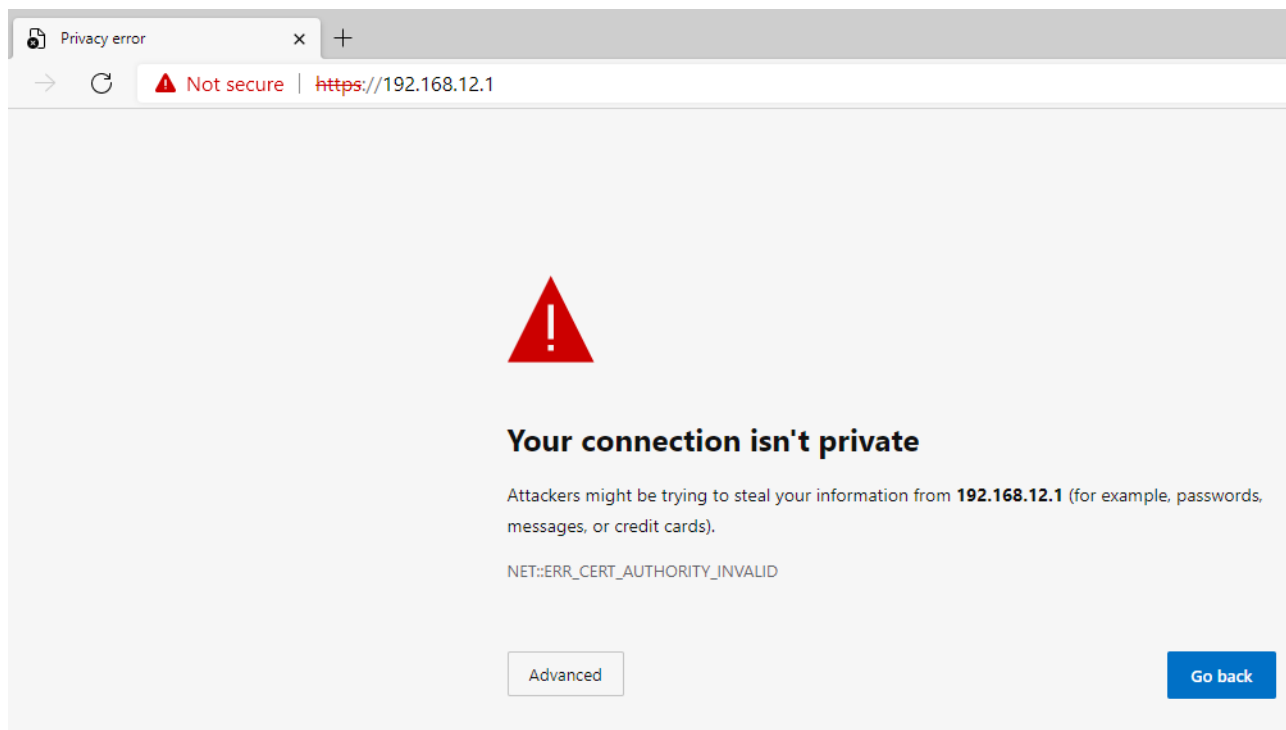 Privacy error
Not secure | https://192.168.12.1
!
Your connection isn't private
Attackers might be trying to steal your information from 192.168.12.1 (for example, passwords,
messages, or credit cards).
NET::ERR_CERT_AUTHORITY_INVALID
Advanced
Go back